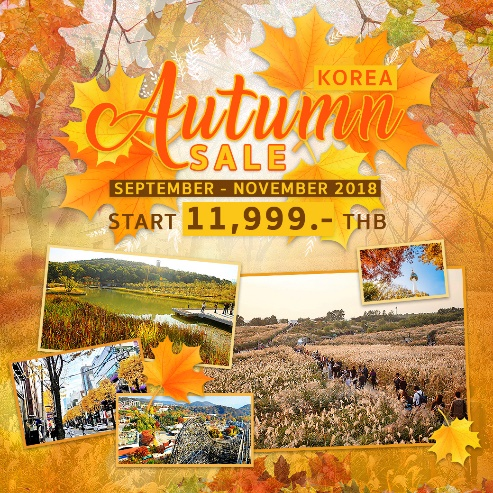 KOREA
Autumn
SALE
SEPTEMBER - NOVEMBER 2018
START 11,999.- THB